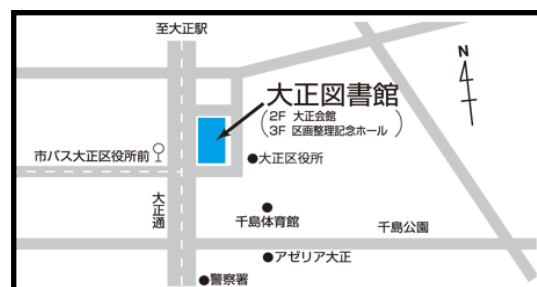 至大正駅
N
大正図書館
(2F 大正会館
3F 区画整理記念ホール)
市バス大正区役所前
●大正区役所
大正通
千島体育館
千島公園
●アゼリア大正
●警察署